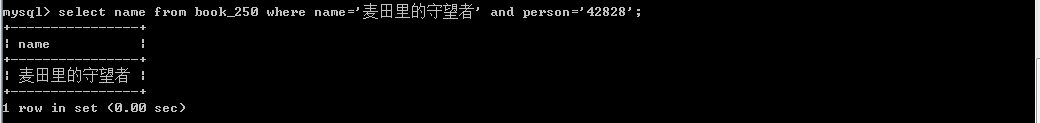 mysql> select name from book_250 where name='麦田里的守望者' and person='42828';
+----------------+
| name           |
+----------------+
| 麦田里的守望者 |
+----------------+
1 row in set (0.00 sec)